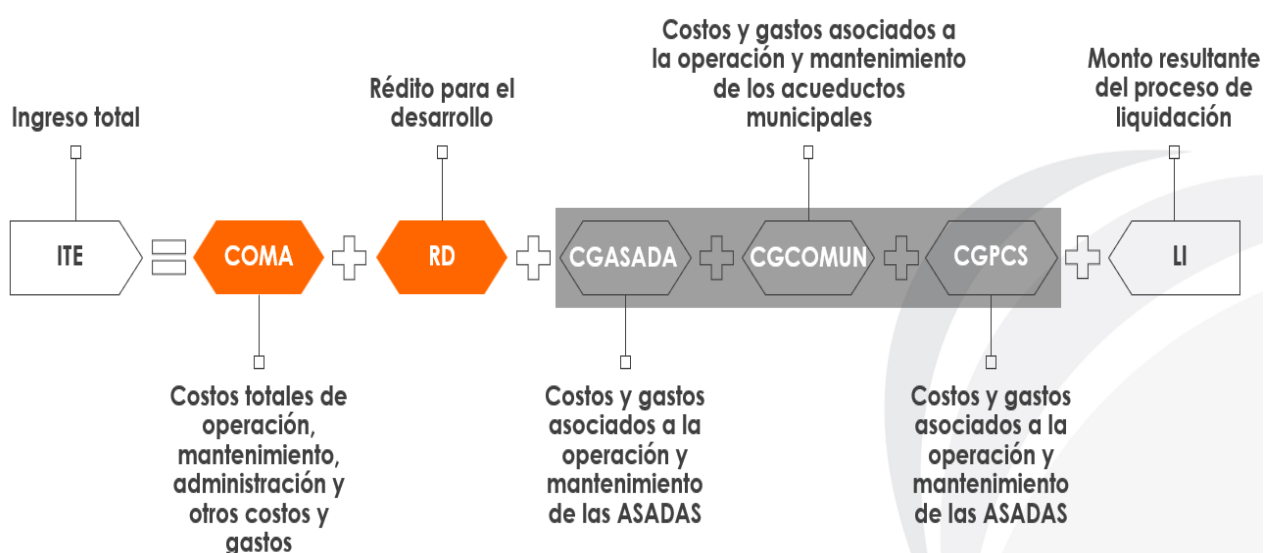 Costos y gastos asociados a
la operación y mantenimiento
de los acueductos
municipales
Monto resultante
del proceso de
liquidación
Rédito para el
desarrollo
Ingreso total
ITE
COMA
RD
CGASADA
CGCOMUN
CGPCS
LI
Costos totales de
operación,
mantenimiento,
administración y
otros costos y
gastos
Costos y gastos
asociados a la
operación y
mantenimiento
de las ASADAS
Costos y gastos
asociados a la
operación y
mantenimiento
de las ASADAS